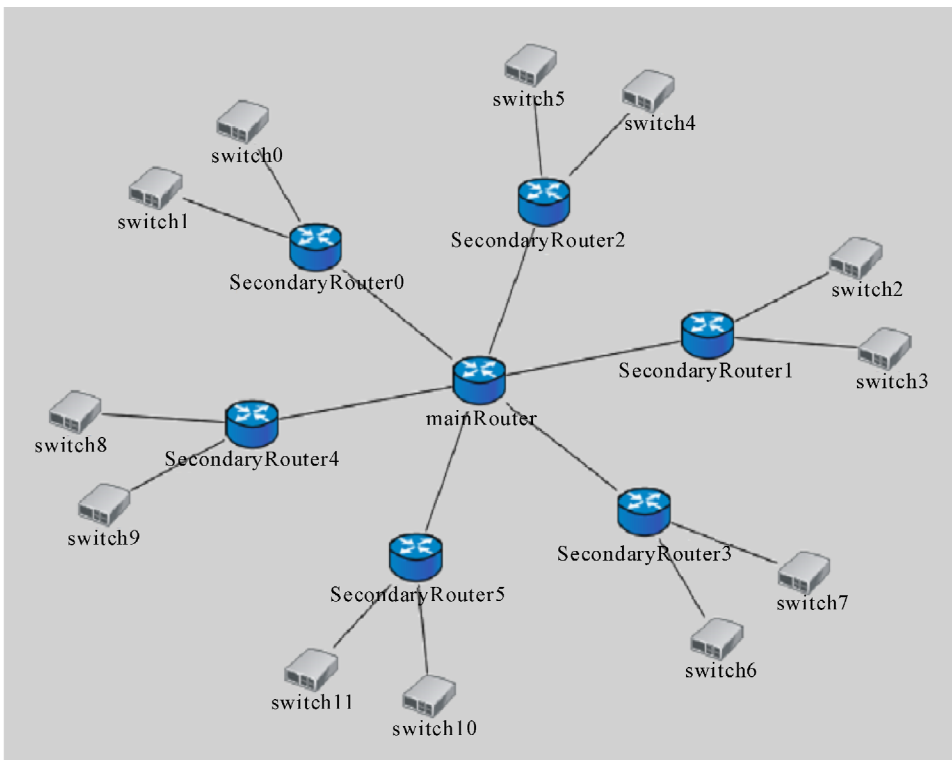 switch5
switch4
switch0
switch1
SecondaryRouter2
SecondaryRouter0
switch2
SecondaryRouter1
switch3
mainRouter
switch8
SecondaryRouter4
switch9
SecondaryRouter3
SecondaryRouter5
switch7
switch6
switch11
switch10